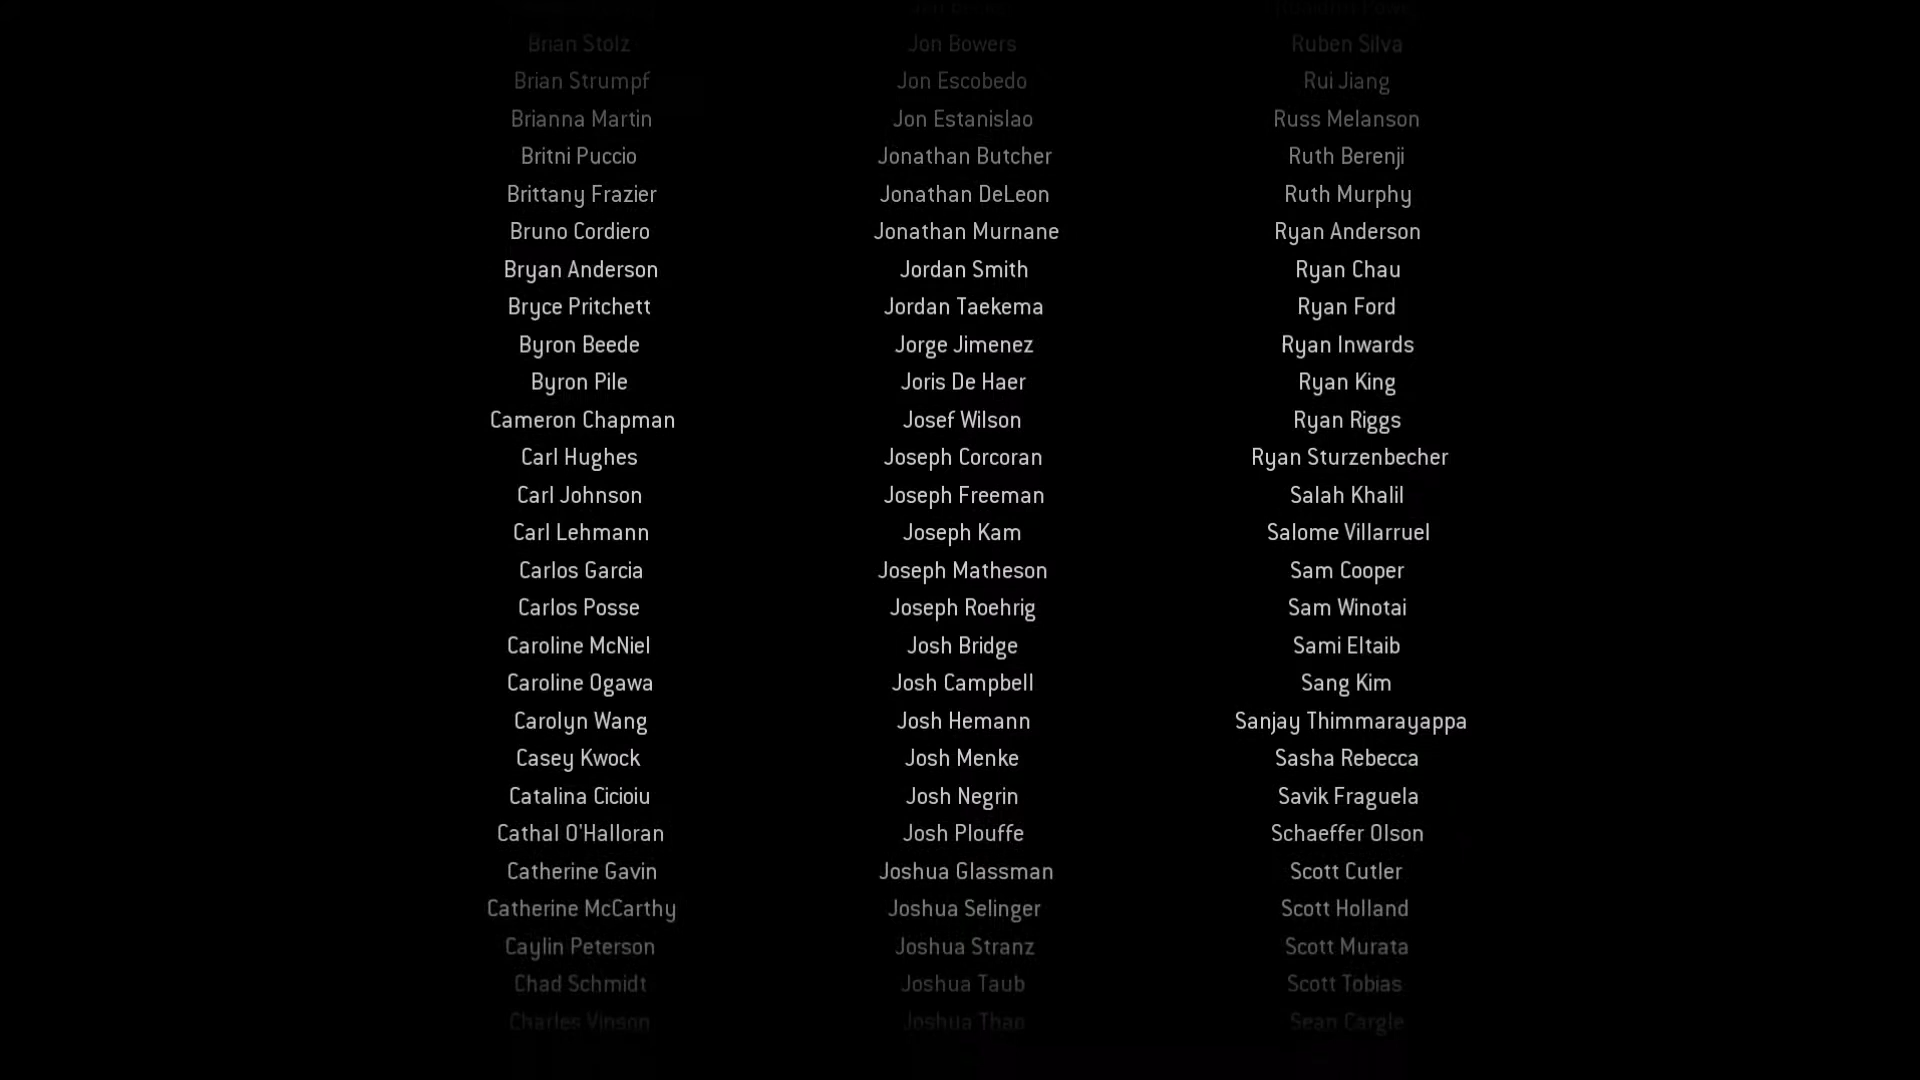 Brian Stolz
Brian Strumpf
Brianna Martin
Britni Puccio
Brittany Frazier
Bruno Cordiero
Bryan Anderson
Bryce Pritchett
Byron Beede
Byron Pile
Cameron Chapman
Carl Hughes
Carl Johnson
Carl Lehmann
Carlos Garcia
Carlos Posse
Caroline McNiel
Caroline Ogawa
Carolyn Wang
Casey Kwock
Catalina Cicioiu
Cathal O'Halloran
Catherine Gavin
Catherine McCarthy
Caylin Peterson
Chad Schmidt
Charles Vinson
Jon Bowers
Jon Escobedo
Jon Estanislao
Jonathan Butcher
Jonathan DeLeon
Jonathan Murnane
Jordan Smith
Jordan Taekema
Jorge Jimenez
Joris De Haer
Josef Wilson
Joseph Corcoran
Joseph Freeman
Joseph Kam
Joseph Matheson
Joseph Roehrig
Josh Bridge
Josh Campbell
Josh Hemann
Josh Menke
Josh Negrin
Josh Plouffe
Joshua Glassman
Joshua Selinger
Joshua Stranz
Joshua Taub
Joshua Thao
Ruben Silva
Rui Jiang
Russ Melanson
Ruth Berenji
Ruth Murphy
Ryan Anderson
Ryan Chau
Ryan Ford
Ryan Inwards
Ryan King
Ryan Riggs
Ryan Sturzenbecher
Salah Khalil
Salome Villarruel
Sam Cooper
Sam Winotai
Sami Eltaib
Sang Kim
Sanjay Thimmarayappa
Sasha Rebecca
Savik Fraguela
Schaeffer Olson
Scott Cutler
Scott Holland
Scott Murata
Scott Tobias
Sean Cargle